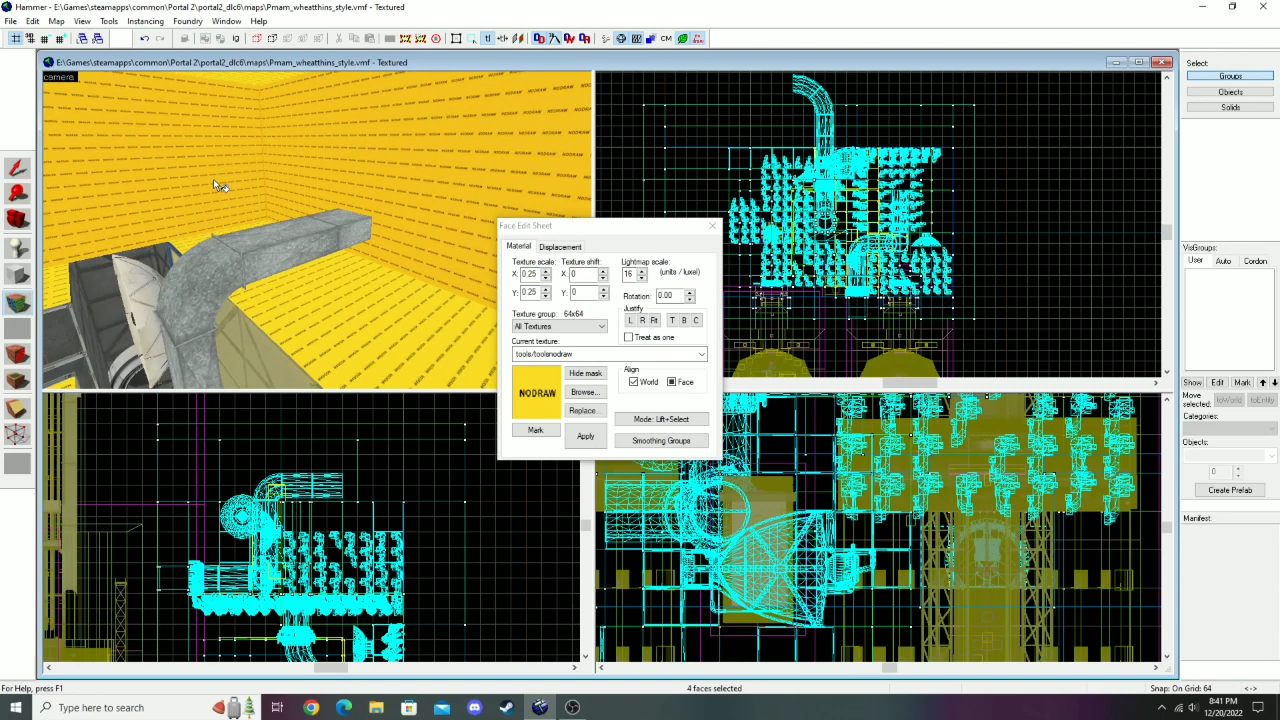 Hammer - E:\Games\steamapps\common\Portal 2\portal2_dlc6\maps\Pmam_wheatthins_style.vmf - Textured
File Edit Map View Tools Instancing Foundry Window Help
E:\Games\steamapps\common\Portal 2\portal2_dlc6\maps\Pmam_wheatthins_style.vmf - Textured
camera
Face Edit Sheet
Material Displacement
Texture scale: Texture shift: Lightmap scale:
X: 0.25 X: 0 16 (units / luxel)
Y: 0.25 Y: 0 Rotation: 0.00
Justify
L R Fit T B C
Texture group: 64x64
All Textures
Treat as one
Current texture:
tools/toolsnodraw
NODRAW
Hide mask
Browse...
Replace...
Mark
Apply
Align
World Face
Mode: Lift+Select
Smoothing Groups
Select:
Groups
Objects
Solids
VisGroups:
User Auto Cordon
Show Edit Mark
Move selected: toWorld toEntity
Categories:
Objects:
0
Create Prefab
Manifest:
For Help, press F1
4 faces selected
Snap: On Grid: 64 <->
Type here to search
8:41 PM
12/20/2022